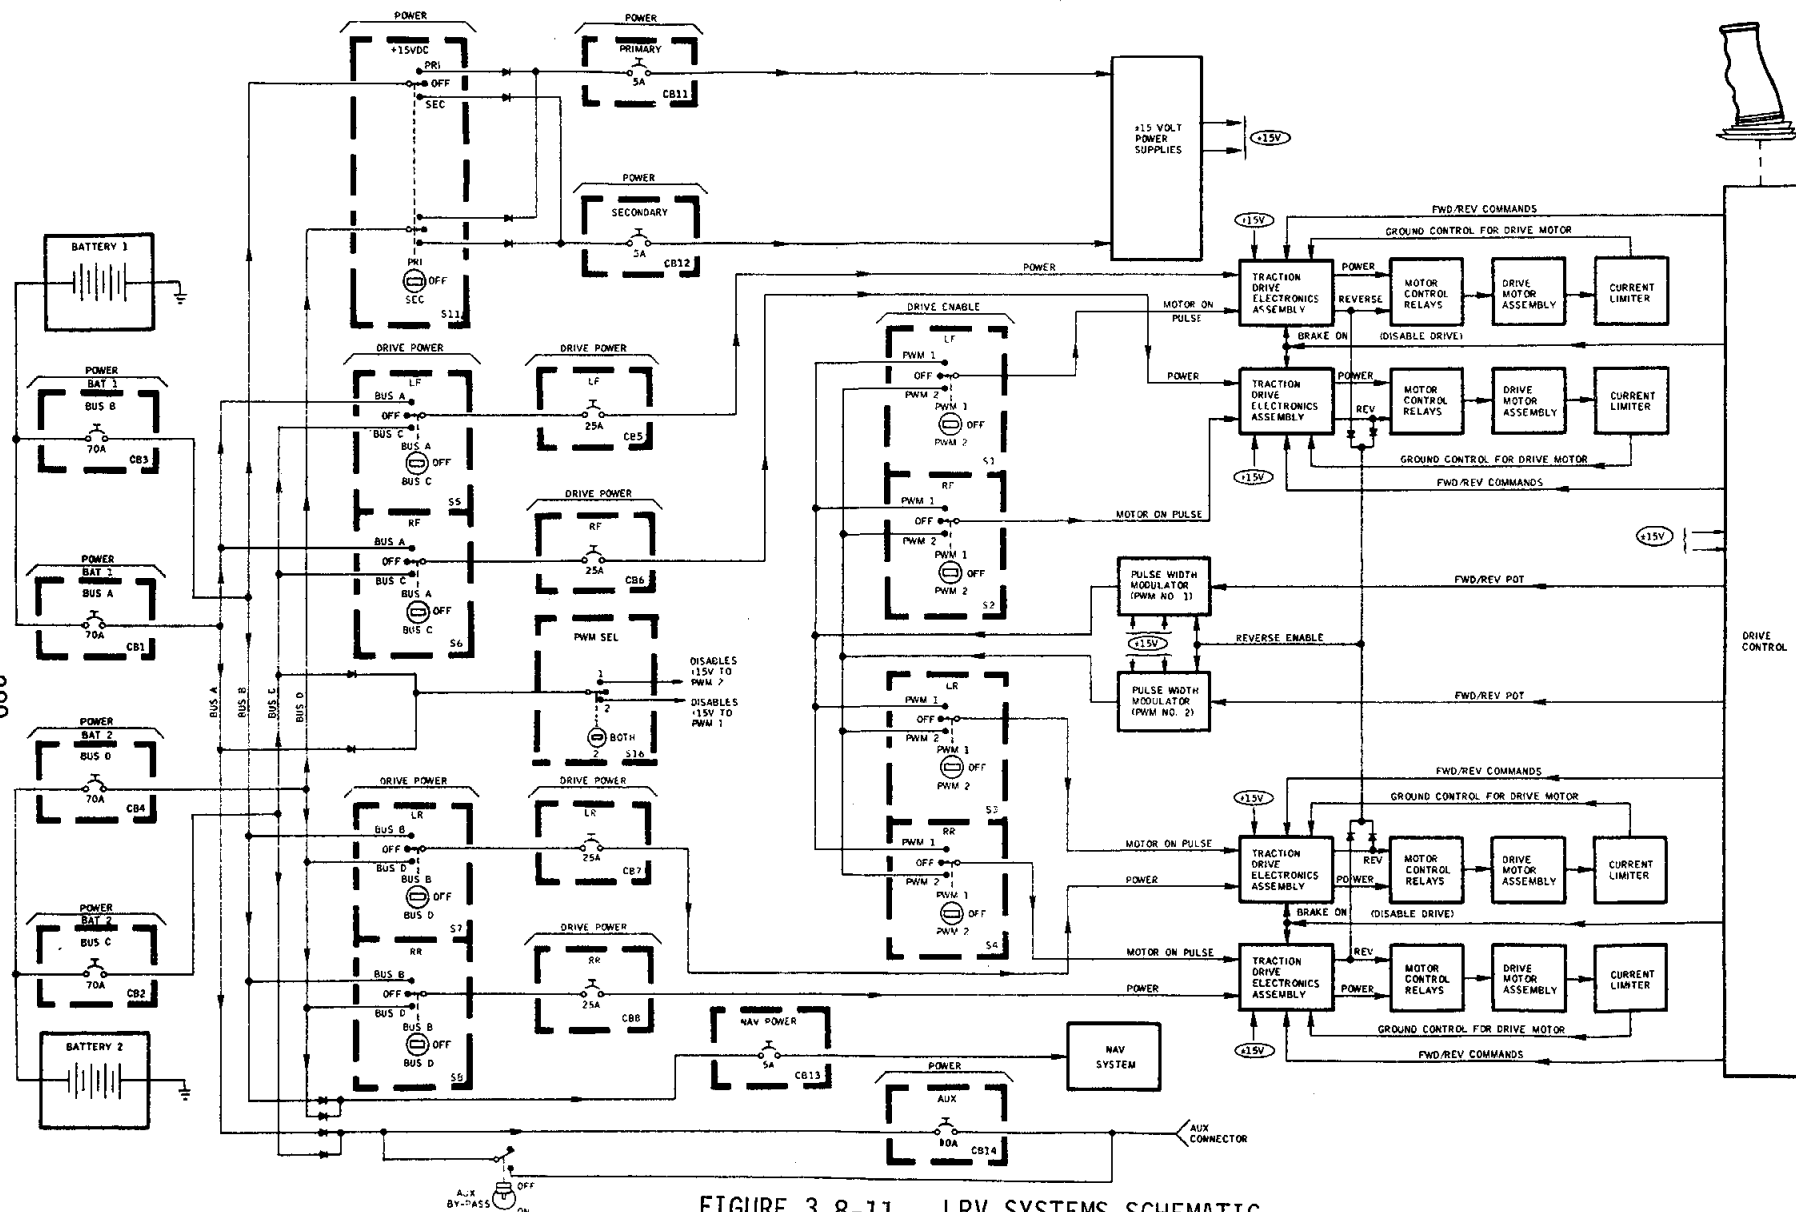 POWER
+15VDC
PRI
OFF
SEC
PRI
OFF
SEC
S11
POWER
PRIMARY
5A
CB11
POWER
SECONDARY
5A
CB12
±15 VOLT
POWER
SUPPLIES
±15V
BATTERY 1
POWER
BAT 1
BUS B
70A
CB3
POWER
BAT 1
BUS A
70A
CB1
POWER
BAT 2
BUS D
70A
CB4
POWER
BAT 2
BUS C
70A
CB2
BATTERY 2
BUS A
BUS B
BUS C
BUS D
DRIVE POWER
LF
BUS A
OFF
BUS C
BUS A
OFF
BUS C
S5
RF
BUS A
OFF
BUS C
BUS A
OFF
BUS C
S6
DRIVE POWER
LF
25A
CB5
DRIVE POWER
RF
25A
CB6
PWM SEL
1
2
BOTH
2
S16
DISABLES
±15V TO
PWM 2
DISABLES
±15V TO
PWM 1
DRIVE POWER
LR
BUS B
OFF
BUS D
BUS B
OFF
BUS D
S7
RR
BUS B
OFF
BUS D
BUS B
OFF
BUS D
S8
DRIVE POWER
LR
25A
CB7
DRIVE POWER
RR
25A
CB8
NAV POWER
5A
CB13
NAV
SYSTEM
POWER
AUX
CB14
AUX
CONNECTOR
AUX
BY-PASS
OFF
ON
DRIVE ENABLE
LF
PWM 1
OFF
PWM 2
PWM 1
OFF
PWM 2
S1
RF
PWM 1
OFF
PWM 2
PWM 1
OFF
PWM 2
S2
LR
PWM 1
OFF
PWM 2
PWM 1
OFF
PWM 2
S3
RR
PWM 1
OFF
PWM 2
PWM 1
OFF
PWM 2
S4
PULSE WIDTH
MODULATOR
(PWM NO. 1)
±15V
REVERSE ENABLE
PULSE WIDTH
MODULATOR
(PWM NO. 2)
FWD/REV POT
FWD/REV POT
±15V
DRIVE
CONTROL
±15V
FWD/REV COMMANDS
GROUND CONTROL FOR DRIVE MOTOR
POWER
MOTOR ON
PULSE
TRACTION
DRIVE
ELECTRONICS
ASSEMBLY
POWER
REVERSE
MOTOR
CONTROL
RELAYS
DRIVE
MOTOR
ASSEMBLY
CURRENT
LIMITER
BRAKE ON
(DISABLE DRIVE)
POWER
MOTOR ON PULSE
TRACTION
DRIVE
ELECTRONICS
ASSEMBLY
POWER
REV
MOTOR
CONTROL
RELAYS
DRIVE
MOTOR
ASSEMBLY
CURRENT
LIMITER
±15V
GROUND CONTROL FOR DRIVE MOTOR
FWD/REV COMMANDS
±15V
FWD/REV COMMANDS
GROUND CONTROL FOR DRIVE MOTOR
MOTOR ON PULSE
POWER
TRACTION
DRIVE
ELECTRONICS
ASSEMBLY
REV
POWER
MOTOR
CONTROL
RELAYS
DRIVE
MOTOR
ASSEMBLY
CURRENT
LIMITER
BRAKE ON
(DISABLE DRIVE)
MOTOR ON PULSE
POWER
TRACTION
DRIVE
ELECTRONICS
ASSEMBLY
REV
POWER
MOTOR
CONTROL
RELAYS
DRIVE
MOTOR
ASSEMBLY
CURRENT
LIMITER
±15V
GROUND CONTROL FOR DRIVE MOTOR
FWD/REV COMMANDS
FIGURE 3.8-11 LRV SYSTEMS SCHEMATIC